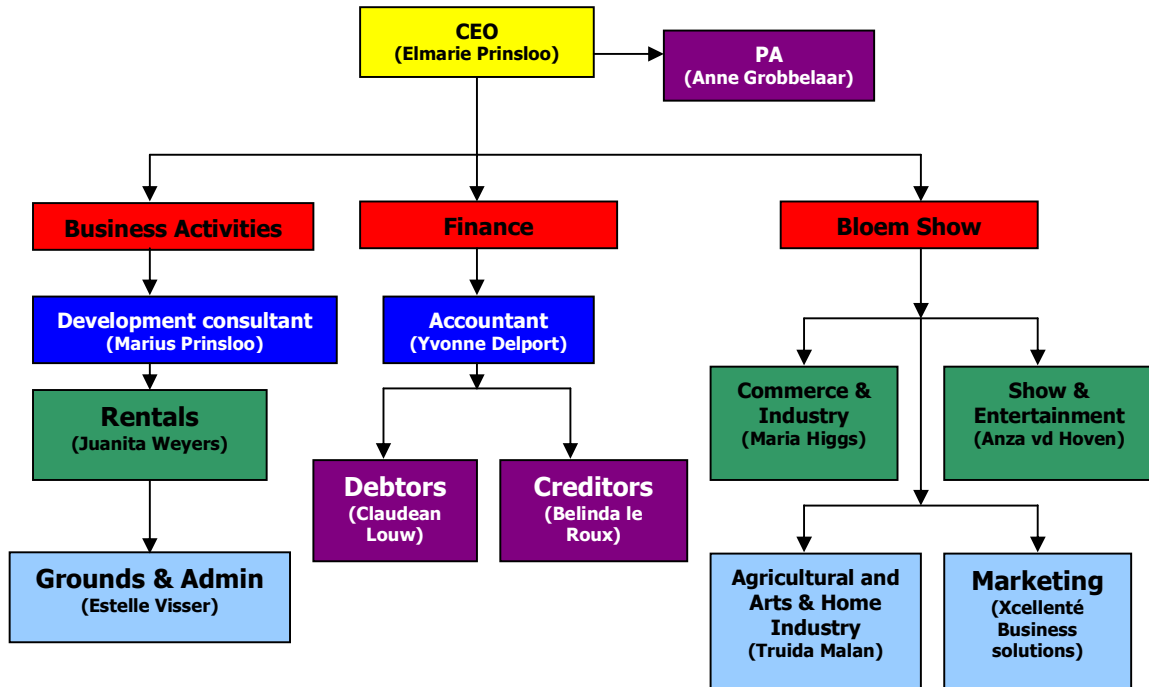 CEO
(Elmarie Prinsloo)
PA
(Anne Grobbelaar)
Business Activities
Finance
Bloem Show
Development consultant
(Marius Prinsloo)
Accountant
(Yvonne Delport)
Rentals
(Juanita Weyers)
Commerce &
Industry
(Maria Higgs)
Show &
Entertainment
(Anza vd Hoven)
Debtors
(Claudean
Louw)
Creditors
(Belinda le
Roux)
Grounds & Admin
(Estelle Visser)
Agricultural and
Arts & Home
Industry
(Truida Malan)
Marketing
(Xcellenté
Business
solutions)